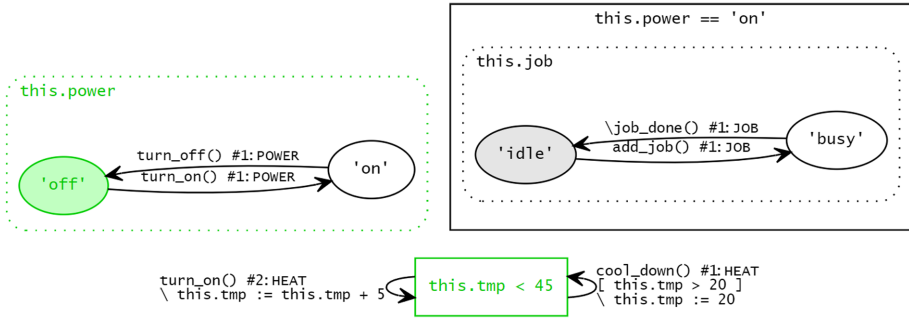 this.power == 'on'
this.power
this.job
turn_off() #1:POWER
turn_on() #1:POWER
'off'
'on'
\job_done() #1:JOB
add_job() #1:JOB
'idle'
'busy'
turn_on() #2:HEAT
\ this.tmp := this.tmp + 5
this.tmp < 45
cool_down() #1:HEAT
[ this.tmp > 20 ]
\ this.tmp := 20